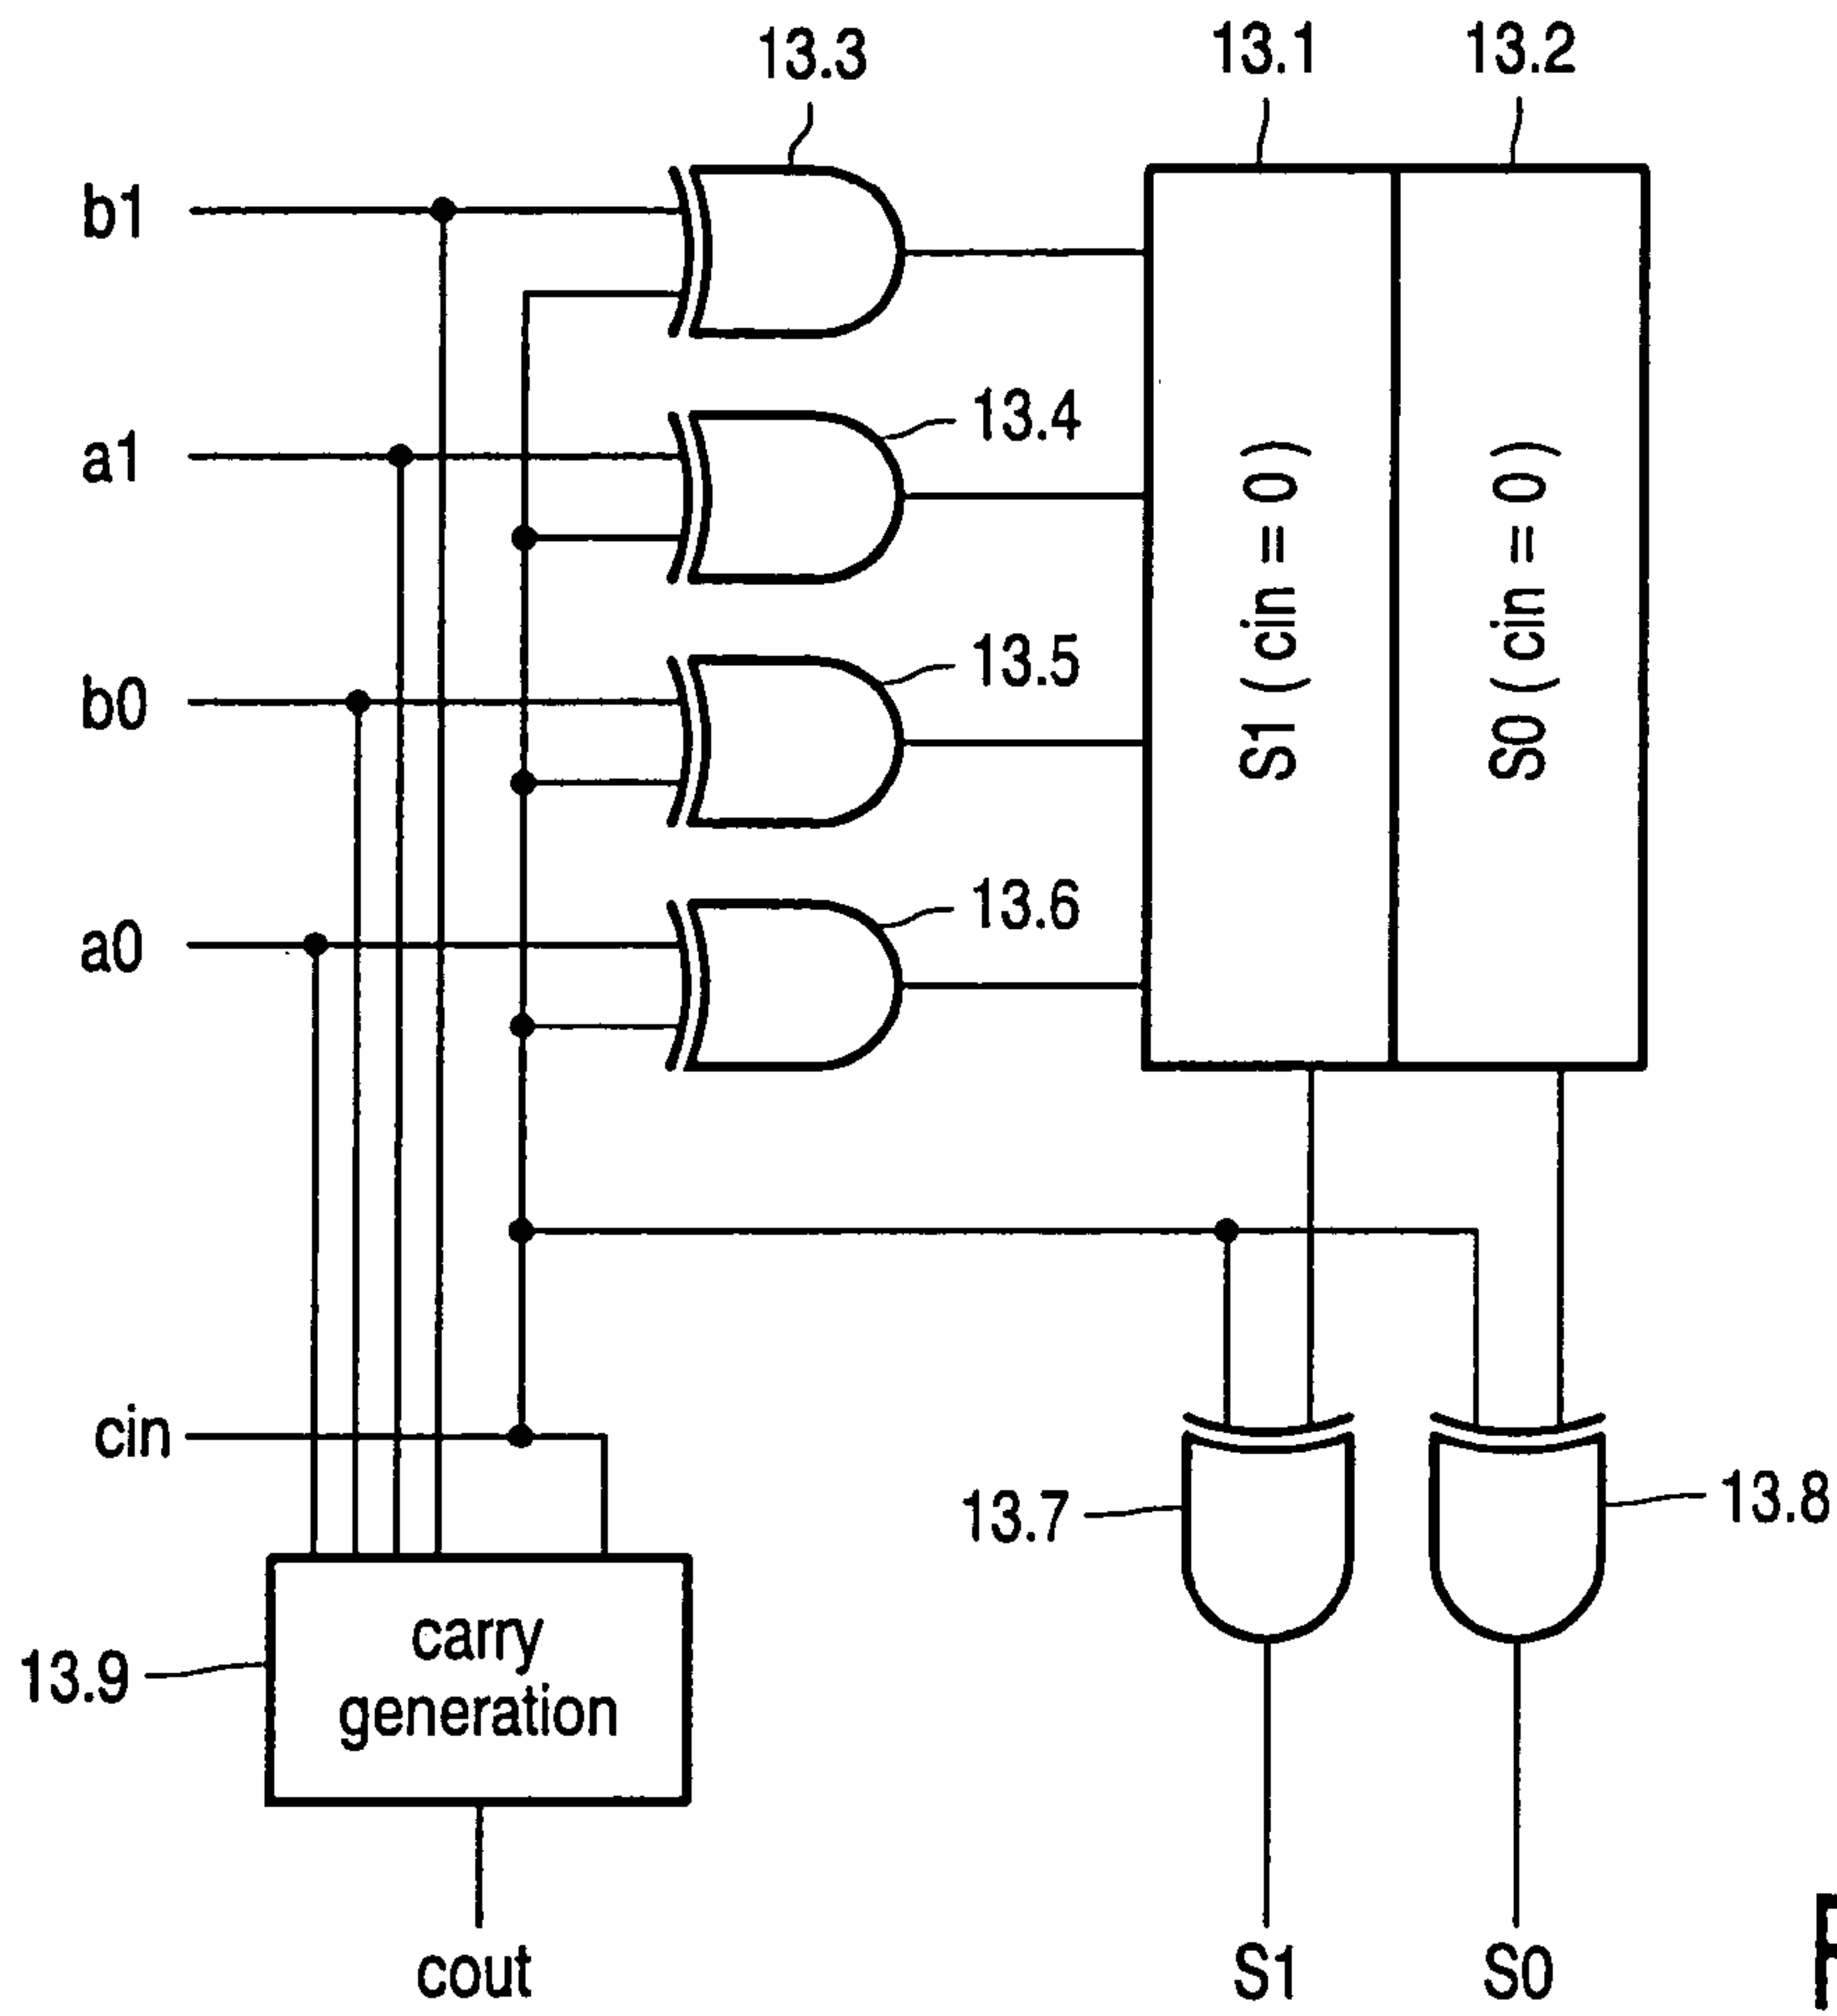 13.3
13.1
13.2
b1
a1
13.4
b0
13.5
a0
13.6
S1 (cin = 0)
S0 (cin = 0)
cin
13.7
13.8
13.9
carry
generation
cout
S1
S0